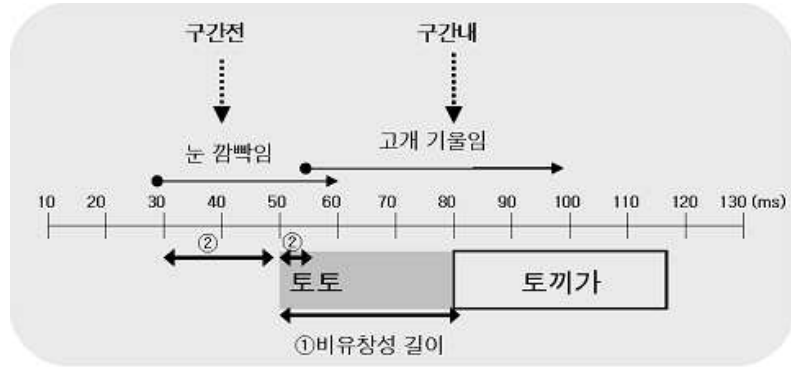 구간전 구간내
눈 깜빡임 고개 기울임
10 20 30 40 50 60 70 80 90 100 110 120 130 (ms)
② ②
토토 토끼가
①비유창성 길이